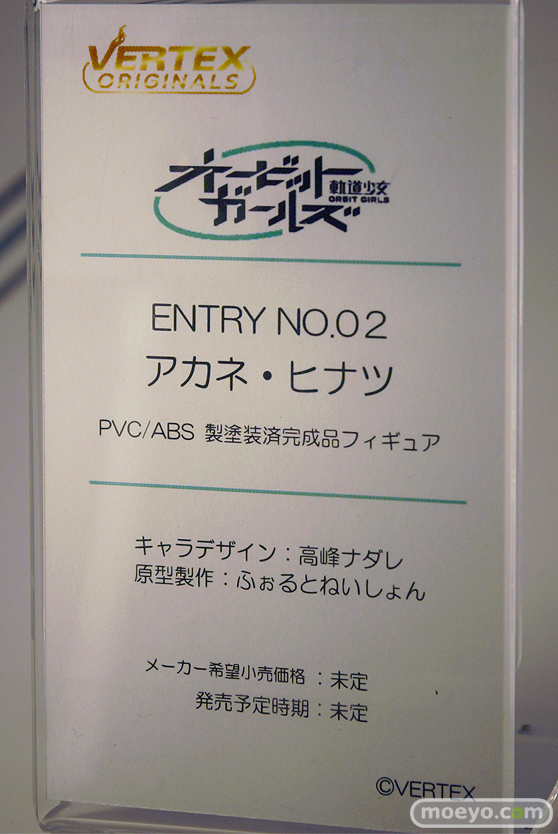 VERTEX
ORIGINALS
オービット
ガールズ
軌道少女
ORBIT GIRLS
ENTRY NO.02
アカネ・ヒナツ
PVC/ABS 製塗装済完成品フィギュア
キャラデザイン：高峰ナダレ
原型製作：ふぉるとねいしょん
メーカー希望小売価格：未定
発売予定時期：未定
©VERTEX
moeyo.com